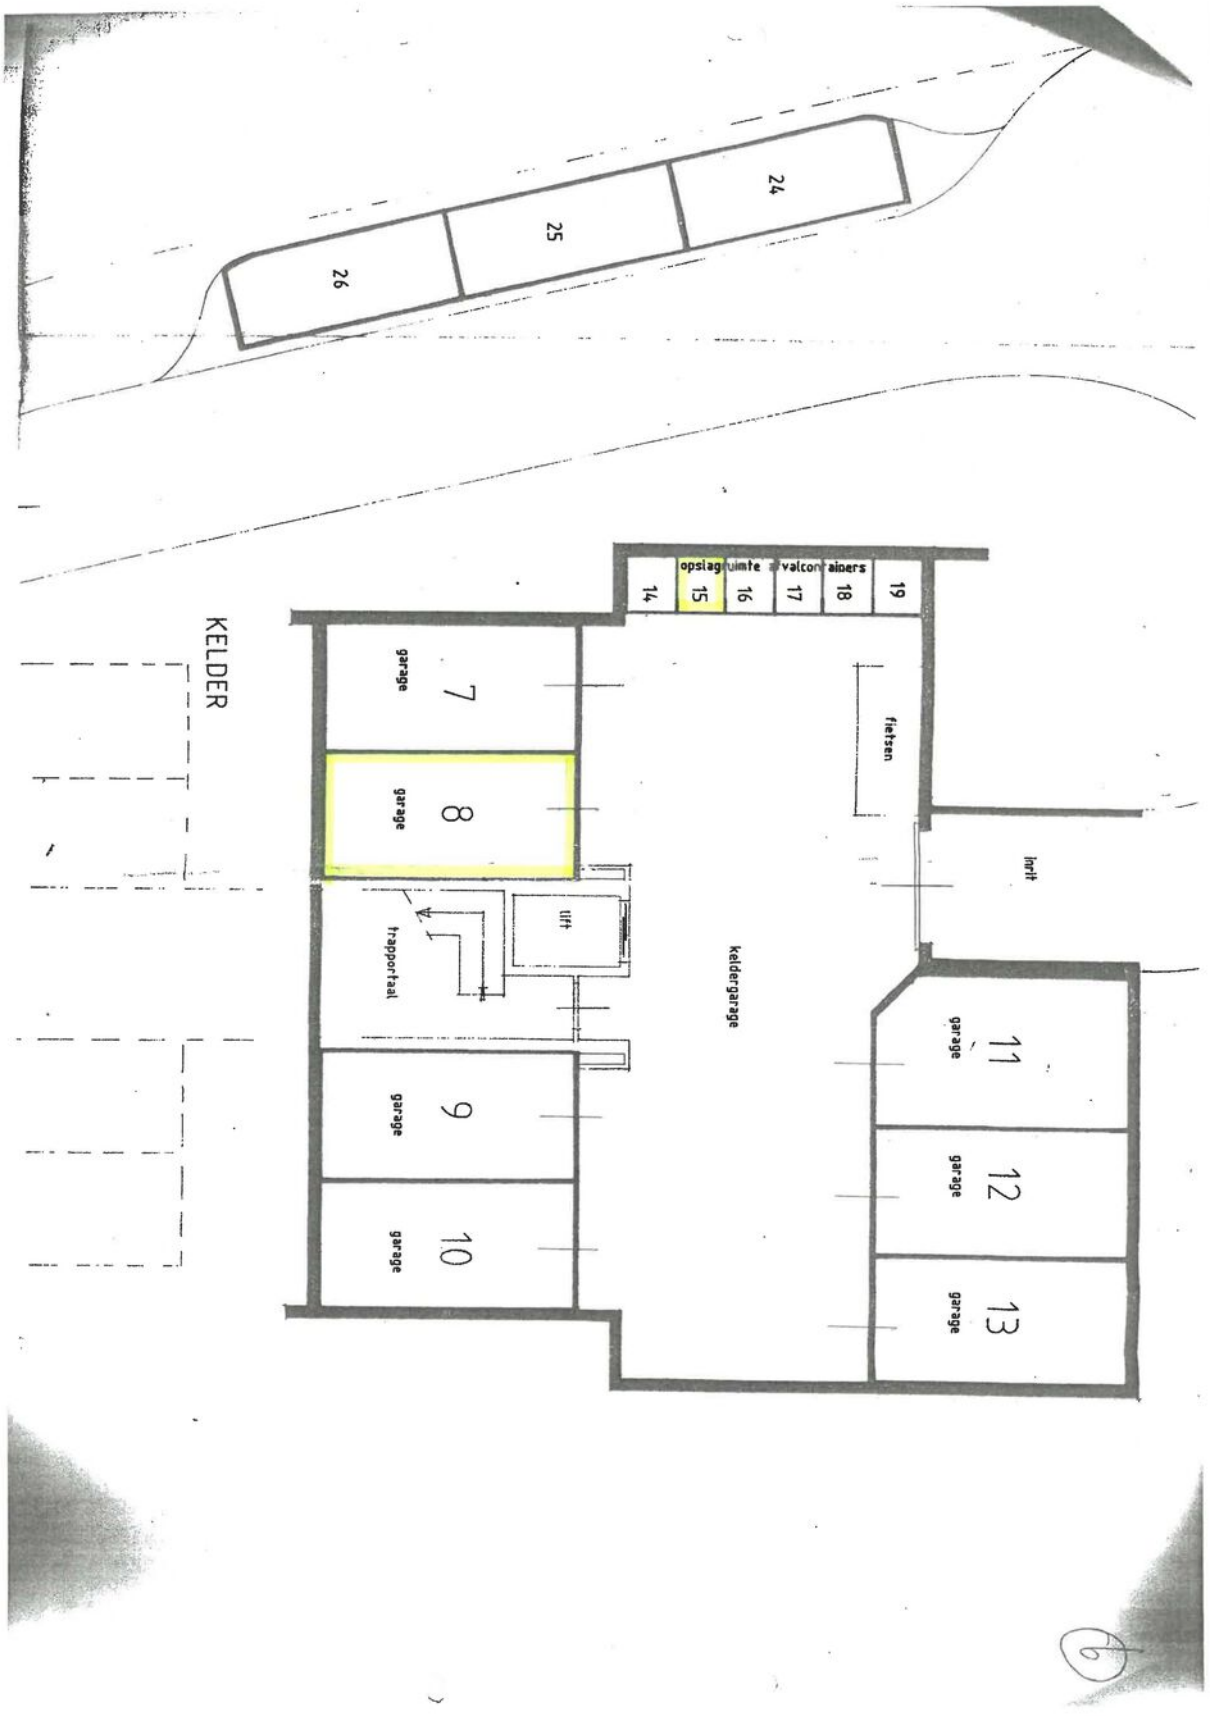 24
25
26
opslagruimte afvalcontainers
14
15
16
17
18
19
KELDER
7
garage
8
garage
fietsen
inrit
lift
trapportaal
keldergarage
9
garage
10
garage
11
garage
12
garage
13
garage
6